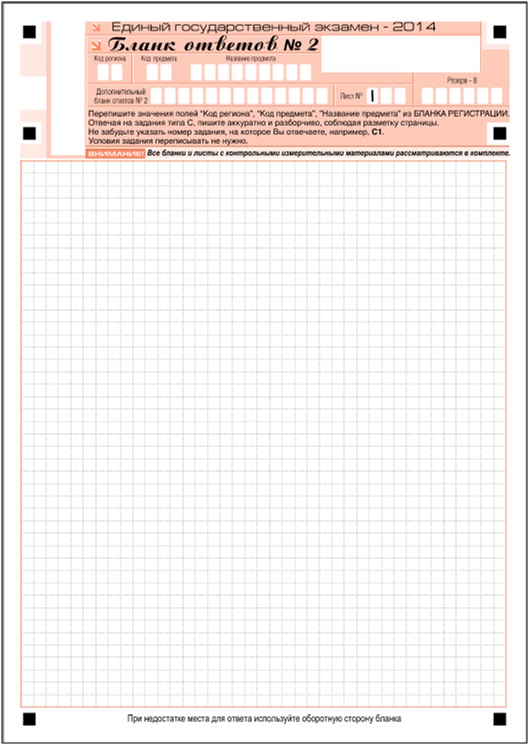 Единый государственный экзамен - 2014
Бланк ответов № 2
Код региона Код предмета Название предмета
Резерв - 8
Дополнительный
бланк ответов № 2 Лист № 1
Перепишите значения полей "Код региона", "Код предмета", "Название предмета" из БЛАНКА РЕГИСТРАЦИИ.
Отвечая на задания типа С, пишите аккуратно и разборчиво, соблюдая разметку страницы.
Не забудьте указать номер задания, на которое Вы отвечаете, например, С1.
Условия задания переписывать не нужно.
ВНИМАНИЕ! Все бланки и листы с контрольными измерительными материалами рассматриваются в комплекте.
При недостатке места для ответа используйте оборотную сторону бланка